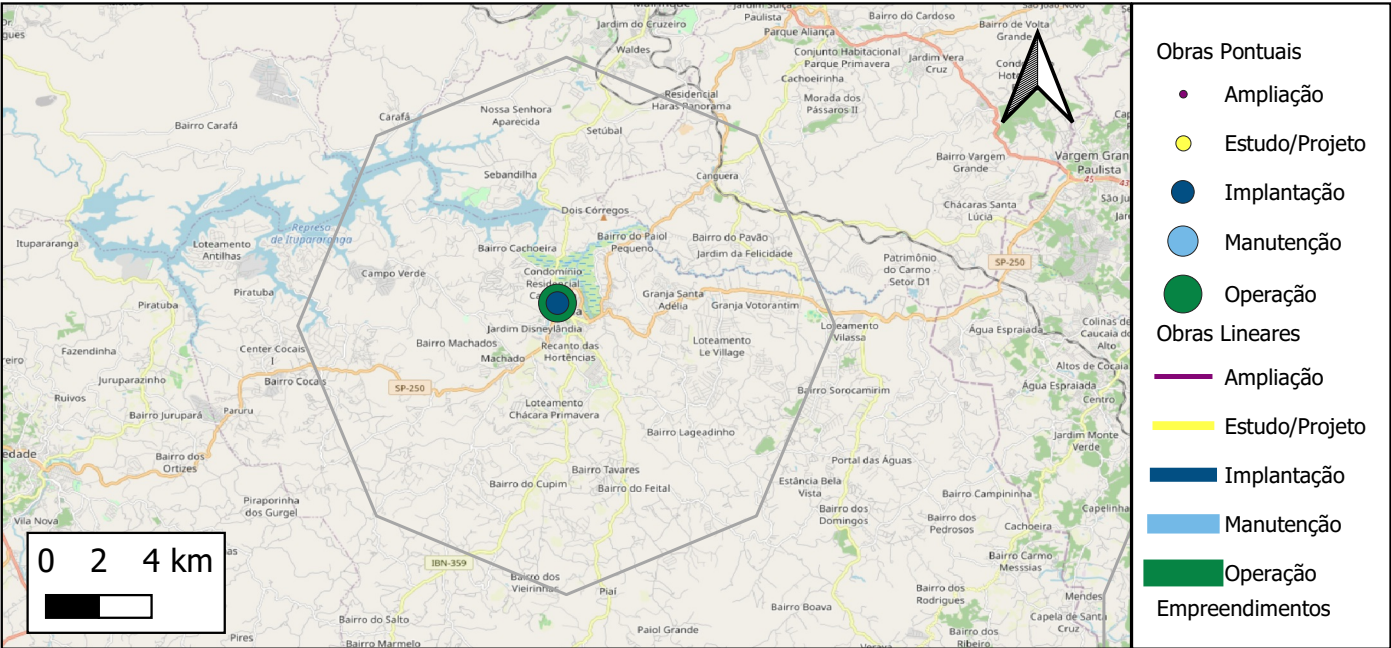 Jardim do Cruzeiro
Paulista
Bairro do Cardoso
Bairro de Volta
Grande
Parque Aliança
Waldes
Conjunto Habitacional
Parque Primavera
Jardim Vera
Cruz
Cachoeirinha
Residencial
Haras Panorama
Morada dos
Pássaros II
Carafá
Nossa Senhora
Aparecida
Bairro Carafá
Setúbal
Bairro Vargem
Grande
Vargem Gran
Paulista
45
Sebandilha
Canguera
Chácaras Santa
Lúcia
Dois Córregos
Represa
de Itupararanga
Itupararanga
Loteamento
Antilhas
Bairro Cachoeira
Bairro do Paiol
Pequeno
Bairro do Pavão
Jardim da Felicidade
Patrimônio
do Carmo -
Setor D1
SP-250
Campo Verde
Condomínio
Residencial
Piratuba
Piratuba
Granja Santa
Adélia
Granja Votorantim
Jardim Disneylândia
Loteamento
Vilassa
Água Espraiada
Colinas de
Caucaia do
Alto
Fazendinha
Center Cocais
I
Bairro Machados
Machado
Recanto das
Hortências
Loteamento
Le Village
Altos de Cocaia
Juruparazinho
Bairro Cocais
SP-250
Bairro Sorocamirim
Água Espraiada
Centro
Ruivos
Bairro Jurupará
Paruru
Loteamento
Chácara Primavera
Bairro Lageadinho
Jardim Monte
Verde
edade
Bairro dos
Ortizes
Bairro Tavares
Portal das Águas
Bairro do Cupim
Bairro do Feital
Estância Bela
Vista
Bairro Campininha
Piraporinha
dos Gurgel
Bairro dos
Domingos
Bairro dos
Pedrosos
Capelinha
Cachoeira
Vila Nova
IBN-359
Bairro Carmo
Messsias
Bairro dos
Vieirinhas
Piaí
Bairro dos
Rodrigues
Mendes
Bairro Boava
Bairro do Salto
Capela de Santa
Cruz
Pires
Paiol Grande
Bairro dos
Ribeiro
Bairro Marmelo
0 2 4 km
Obras Pontuais
Ampliação
Estudo/Projeto
Implantação
Manutenção
Operação
Obras Lineares
Ampliação
Estudo/Projeto
Implantação
Manutenção
Operação
Empreendimentos